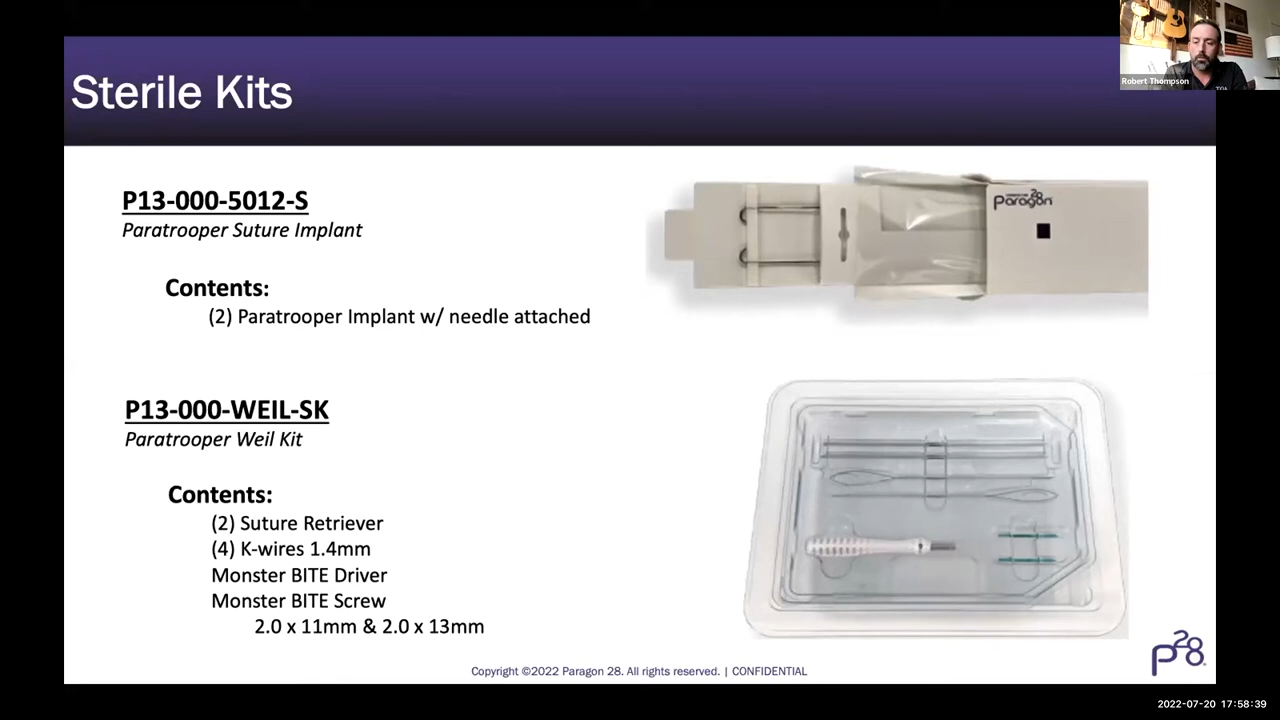 Sterile Kits
Robert Thompson
P13-000-5012-S
Paratrooper Suture Implant
Contents:
(2) Paratrooper Implant w/ needle attached
paragon 28
P13-000-WEIL-SK
Paratrooper Weil Kit
Contents:
(2) Suture Retriever
(4) K-wires 1.4mm
Monster BITE Driver
Monster BITE Screw
2.0 x 11mm & 2.0 x 13mm
p28
Copyright ©2022 Paragon 28. All rights reserved. | CONFIDENTIAL
2022-07-20 17:58:39